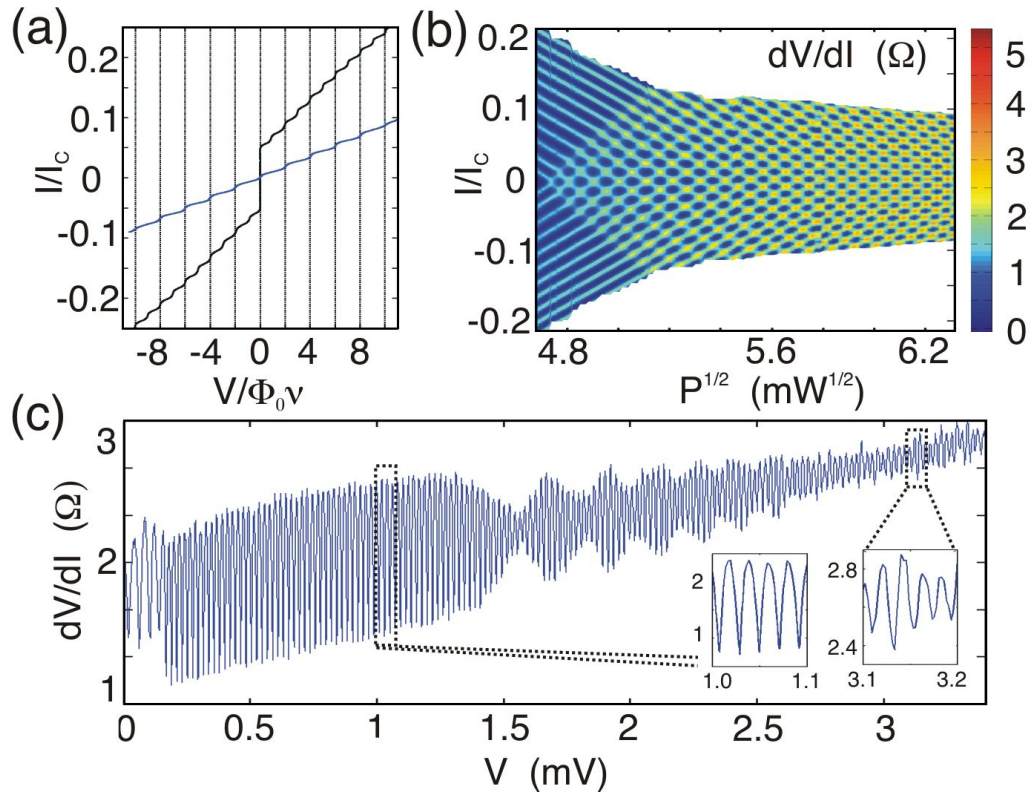 (a)
I/I_C
0.2
0.1
0
-0.1
-0.2
-8 -4 0 4 8
V/Φ₀ν
(b)
dV/dI (Ω)
I/I_C
0.2
0.1
0
-0.1
-0.2
4.8 5.6 6.2
P^{1/2} (mW^{1/2})
5
4
3
2
1
0
(c)
dV/dI (Ω)
3
2
1
0 0.5 1 1.5 2 2.5 3
V (mV)
2
1
1.0 1.1
2.8
2.4
3.1 3.2